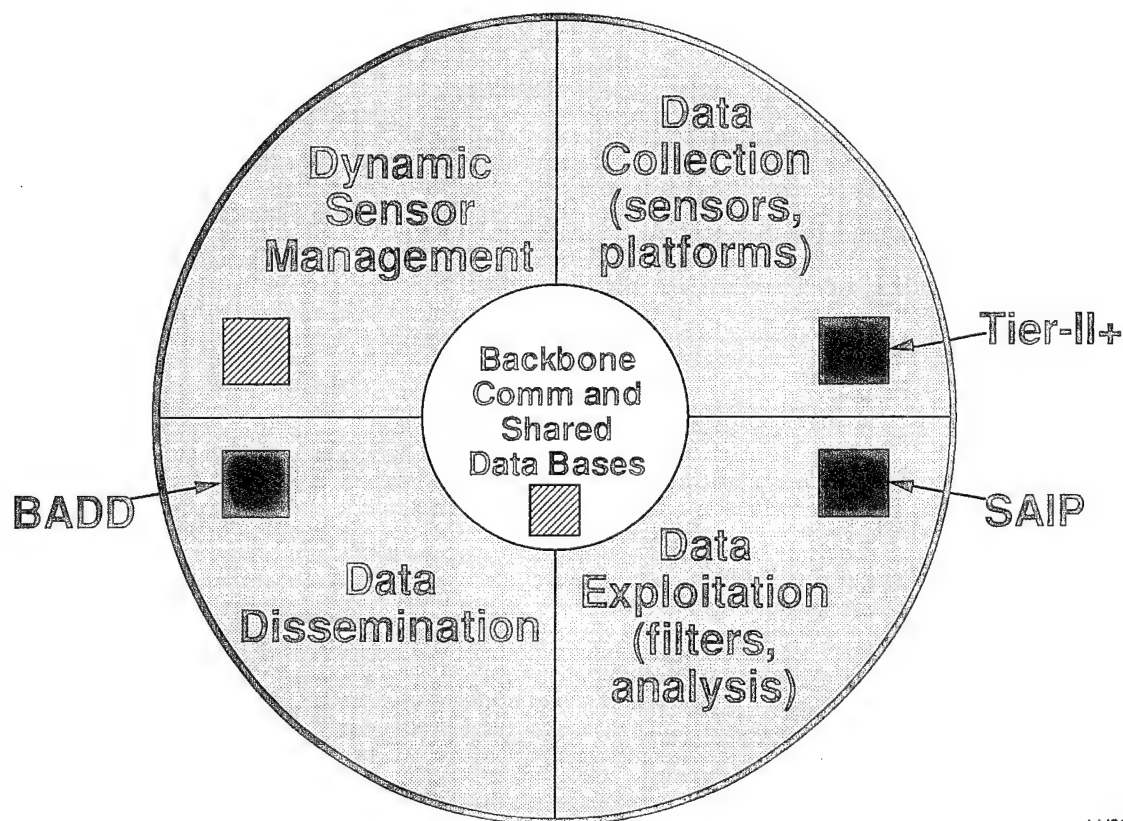 Dynamic
Sensor
Management
Data
Collection
(sensors,
platforms)
Tier-II+
Backbone
Comm and
Shared
Data Bases
BADD
SAIP
Data
Dissemination
Data
Exploitation
(filters,
analysis)